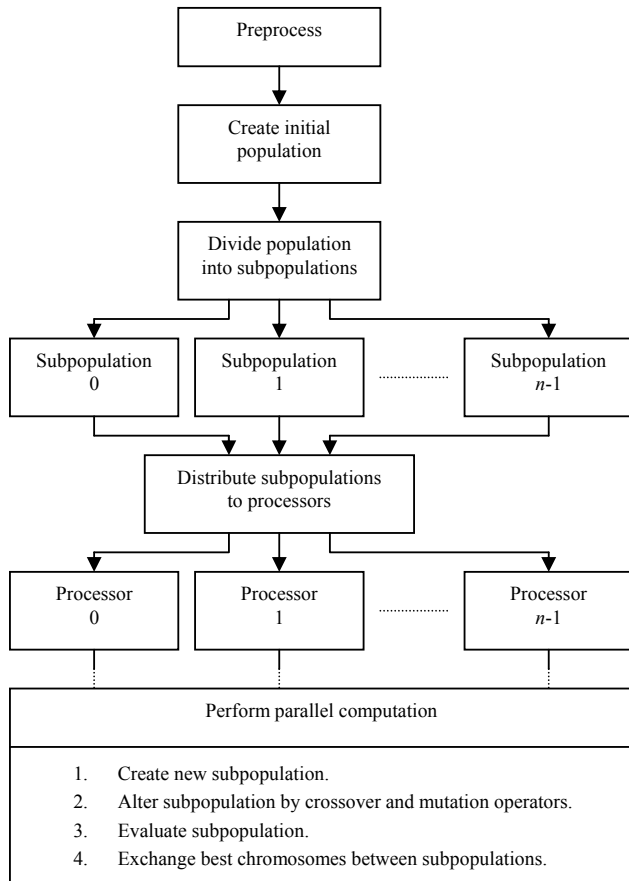 Preprocess
Create initial
population
Divide population
into subpopulations
Subpopulation
0
Subpopulation
1
Subpopulation
n-1
Distribute subpopulations
to processors
Processor
0
Processor
1
Processor
n-1
Perform parallel computation
1. Create new subpopulation.
2. Alter subpopulation by crossover and mutation operators.
3. Evaluate subpopulation.
4. Exchange best chromosomes between subpopulations.